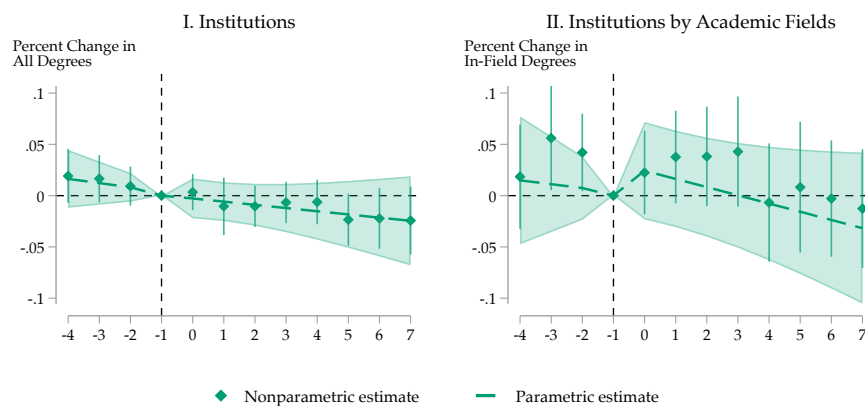 I. Institutions
Percent Change in
All Degrees
.1
.05
0
-.05
-.1
-4 -3 -2 -1 0 1 2 3 4 5 6 7
II. Institutions by Academic Fields
Percent Change in
In-Field Degrees
.1
.05
0
-.05
-.1
-4 -3 -2 -1 0 1 2 3 4 5 6 7
Nonparametric estimate
Parametric estimate